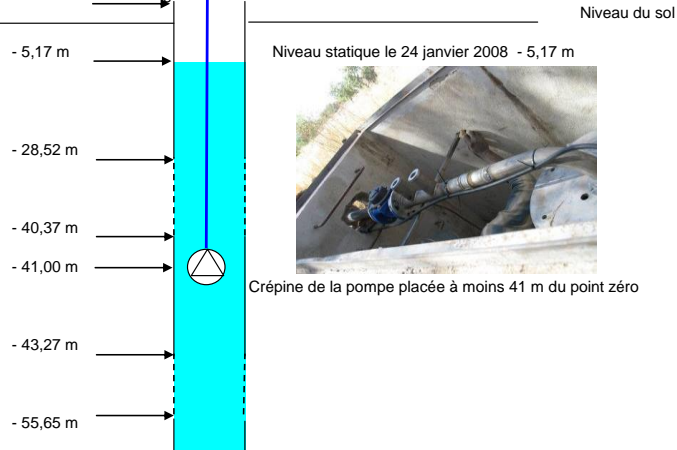 Niveau du sol
- 5,17 m
Niveau statique le 24 janvier 2008 - 5,17 m
- 28,52 m
- 40,37 m
- 41,00 m
Crépine de la pompe placée à moins 41 m du point zéro
- 43,27 m
- 55,65 m